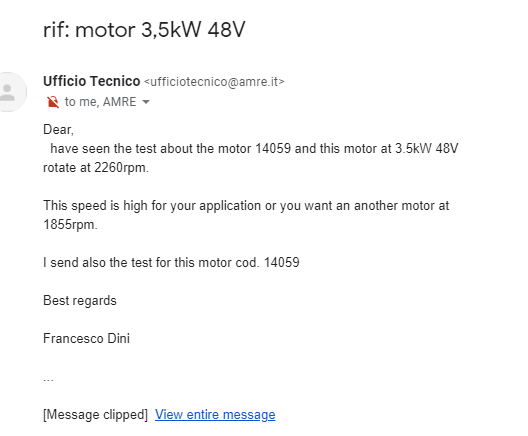 rif: motor 3,5kW 48V
Ufficio Tecnico <ufficiotecnico@amre.it>
to me, AMRE
Dear,
have seen the test about the motor 14059 and this motor at 3.5kW 48V
rotate at 2260rpm.
This speed is high for your application or you want an another motor at
1855rpm.
I send also the test for this motor cod. 14059
Best regards
Francesco Dini
...
[Message clipped] View entire message